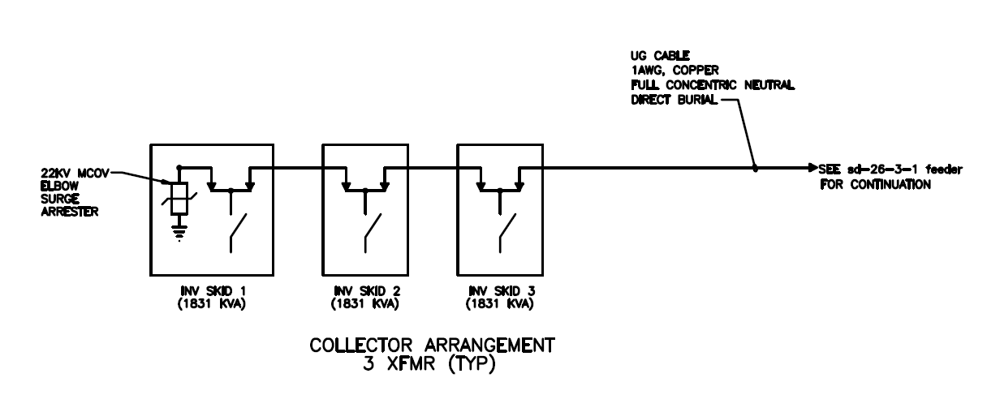 UG CABLE
1AWG, COPPER
FULL CONCENTRIC NEUTRAL
DIRECT BURIAL
22KV MCOV
ELBOW
SURGE
ARRESTER
SEE sd-26-3-1 feeder
FOR CONTINUATION
INV SKID 1
(1831 KVA)
INV SKID 2
(1831 KVA)
INV SKID 3
(1831 KVA)
COLLECTOR ARRANGEMENT
3 XFMR (TYP)